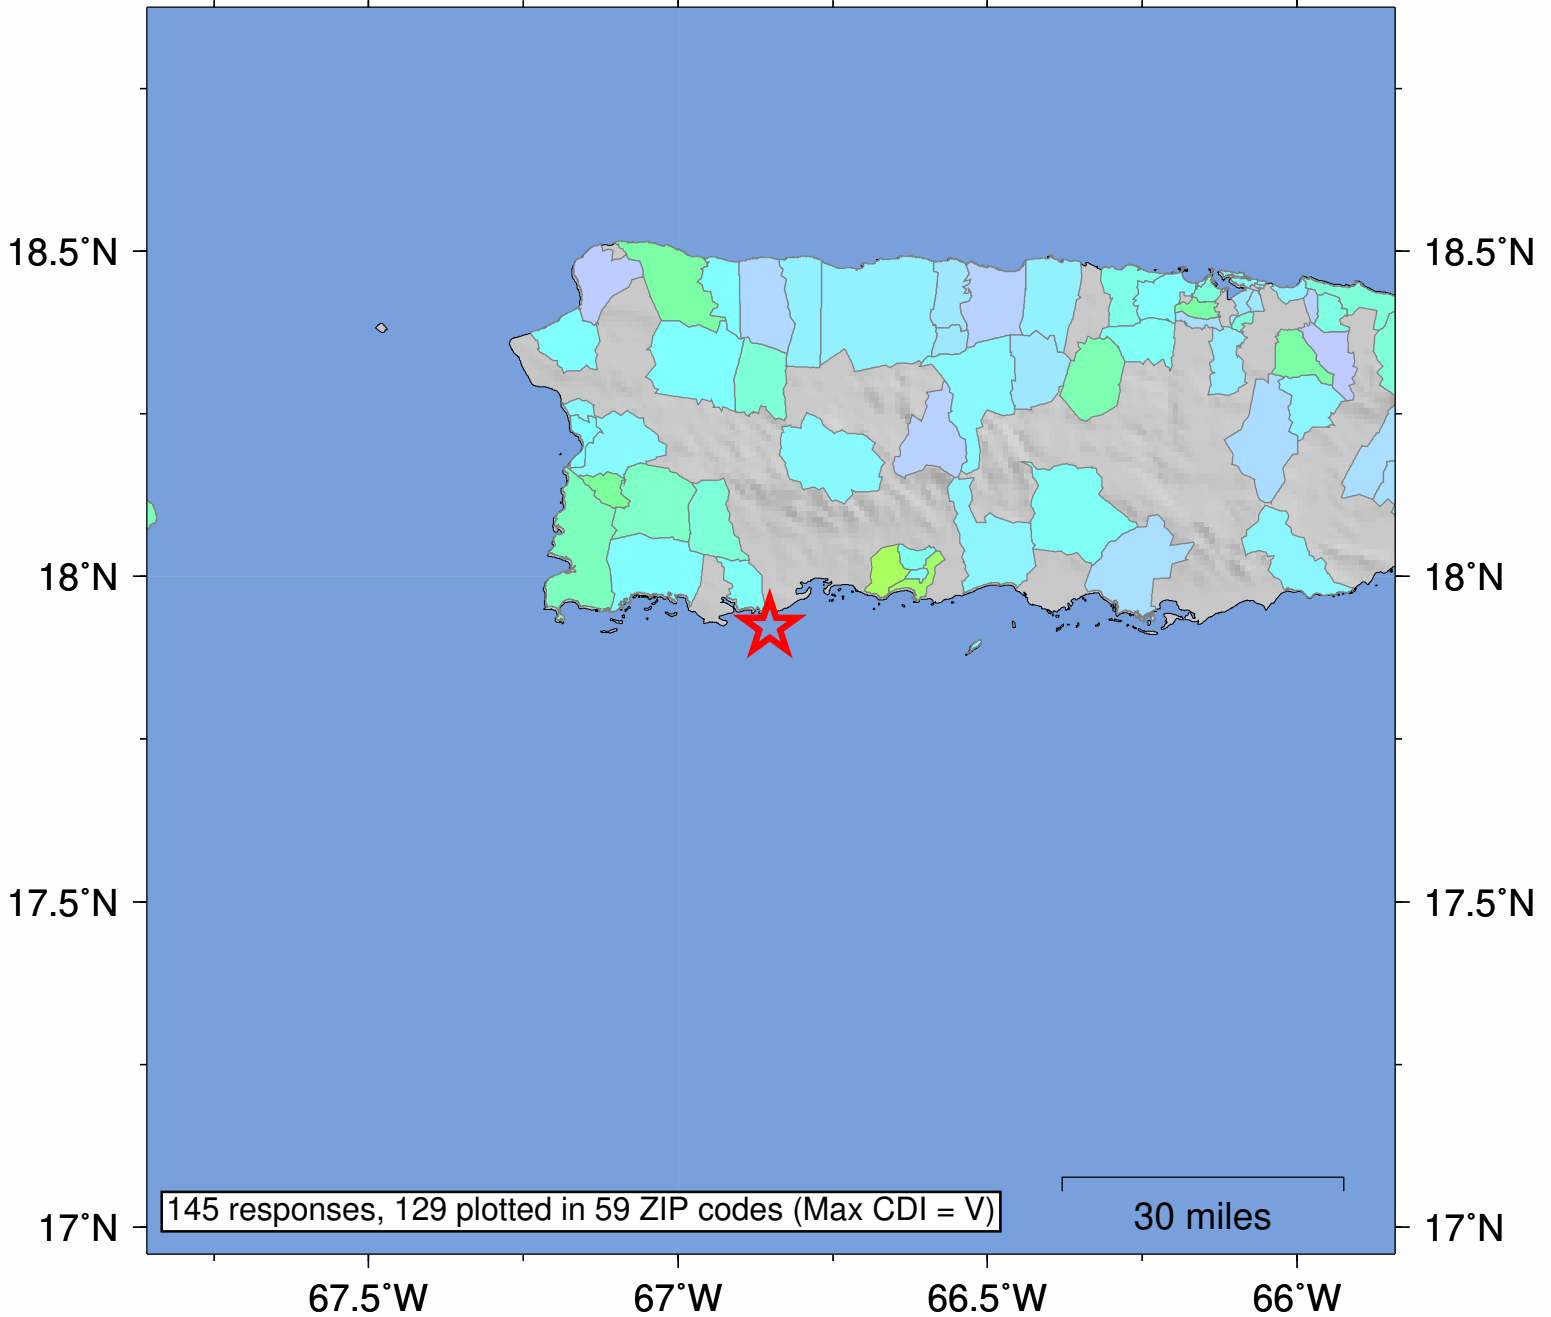 18.5˚N
18.5˚N
18˚N
18˚N
17.5˚N
17.5˚N
145 responses, 129 plotted in 59 ZIP codes (Max CDI = V)
30 miles
17˚N
17˚N
67.5˚W
67˚W
66.5˚W
66˚W